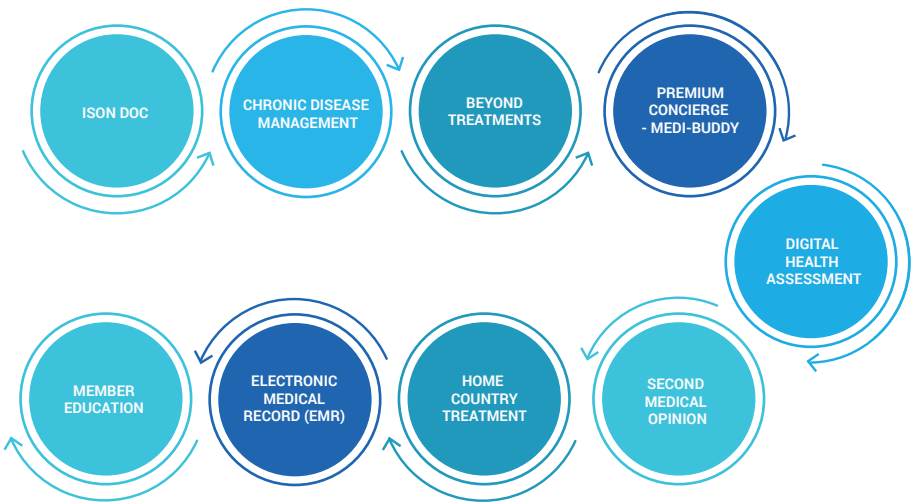 ISON DOC
CHRONIC DISEASE
MANAGEMENT
BEYOND
TREATMENTS
PREMIUM
CONCIERGE
- MEDI-BUDDY
DIGITAL
HEALTH
ASSESSMENT
SECOND
MEDICAL
OPINION
HOME
COUNTRY
TREATMENT
ELECTRONIC
MEDICAL
RECORD (EMR)
MEMBER
EDUCATION